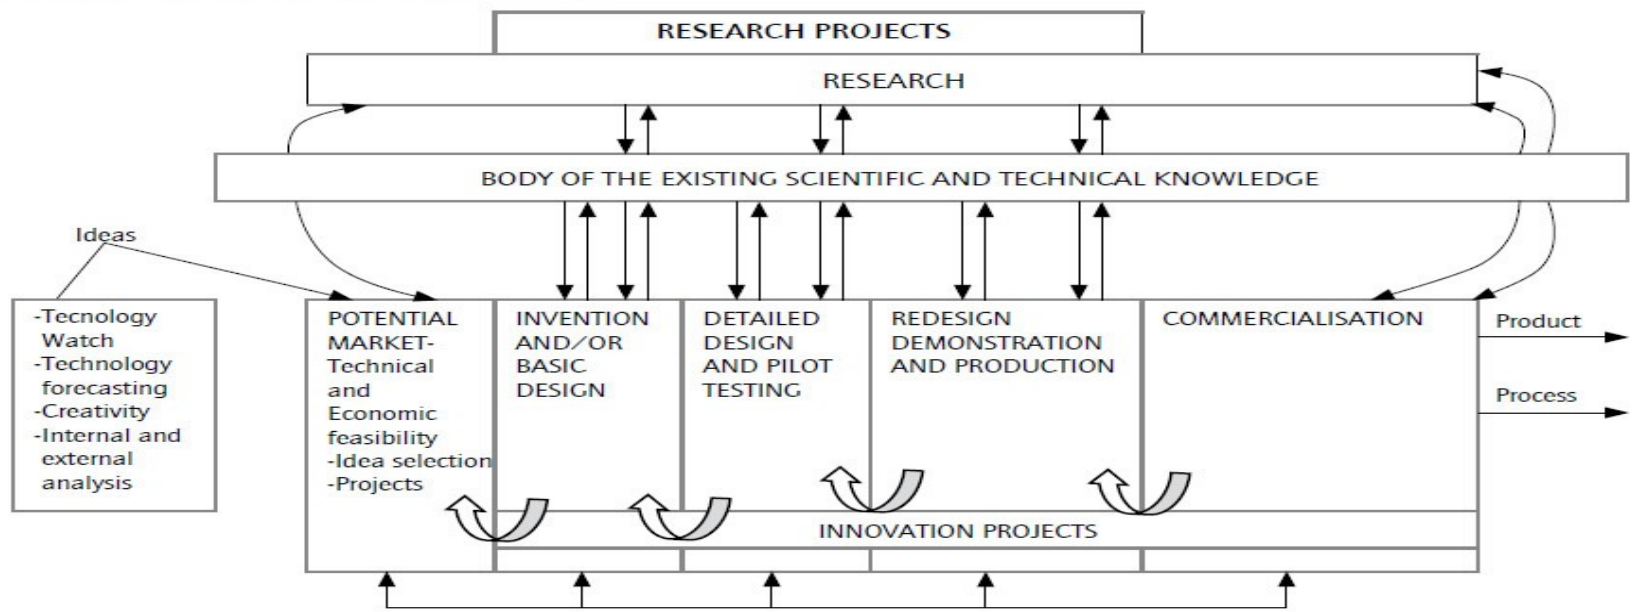 RESEARCH PROJECTS
RESEARCH
BODY OF THE EXISTING SCIENTIFIC AND TECHNICAL KNOWLEDGE
Ideas
-Tecnology
Watch
-Technology
forecasting
-Creativity
-Internal and
external
analysis
POTENTIAL
MARKET-
Technical
and
Economic
feasibility
-Idea selection
-Projects
INVENTION
AND/OR
BASIC
DESIGN
DETAILED
DESIGN
AND PILOT
TESTING
REDESIGN
DEMONSTRATION
AND PRODUCTION
COMMERCIALISATION
Product
Process
INNOVATION PROJECTS